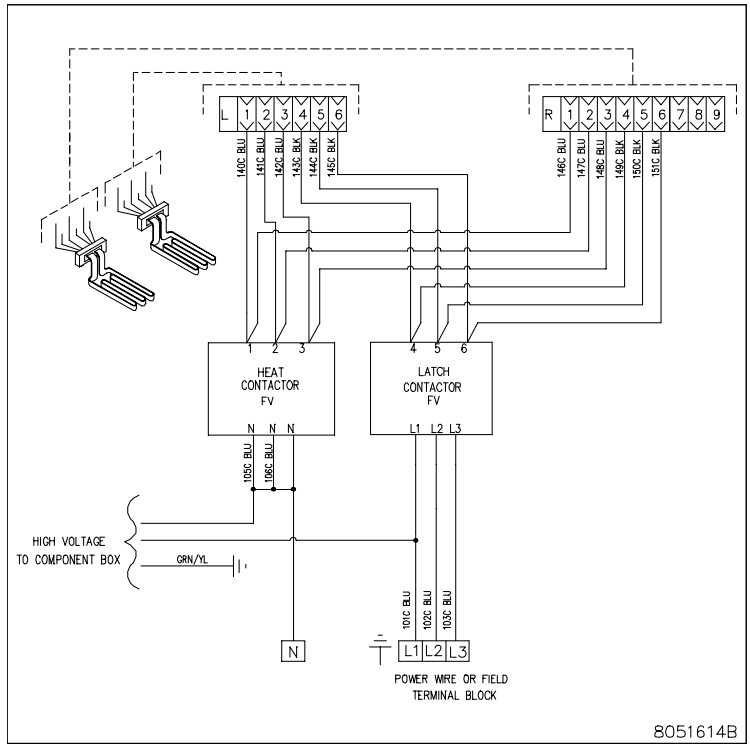 L 1 2 3 4 5 6
R 1 2 3 4 5 6 7 8 9
140C BLU
141C BLU
142C BLU
143C BLK
144C BLK
145C BLK
146C BLU
147C BLU
148C BLU
149C BLK
150C BLK
151C BLK
1 2 3
HEAT
CONTACTOR
FV
N N N
4 5 6
LATCH
CONTACTOR
FV
L1 L2 L3
105C BLU
106C BLU
HIGH VOLTAGE
TO COMPONENT BOX
GRN/YL
101C BLU
102C BLU
103C BLU
N
L1 L2 L3
POWER WIRE OR FIELD
TERMINAL BLOCK
8051614B